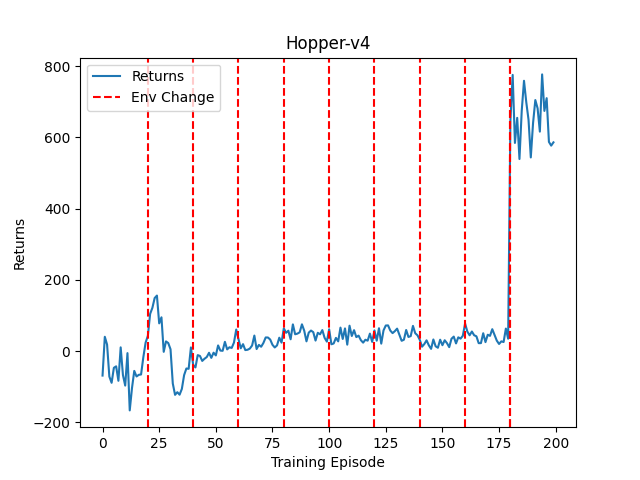 Hopper-v4
800
600
400
200
0
−200
Returns
Returns
Env Change
0 25 50 75 100 125 150 175 200
Training Episode